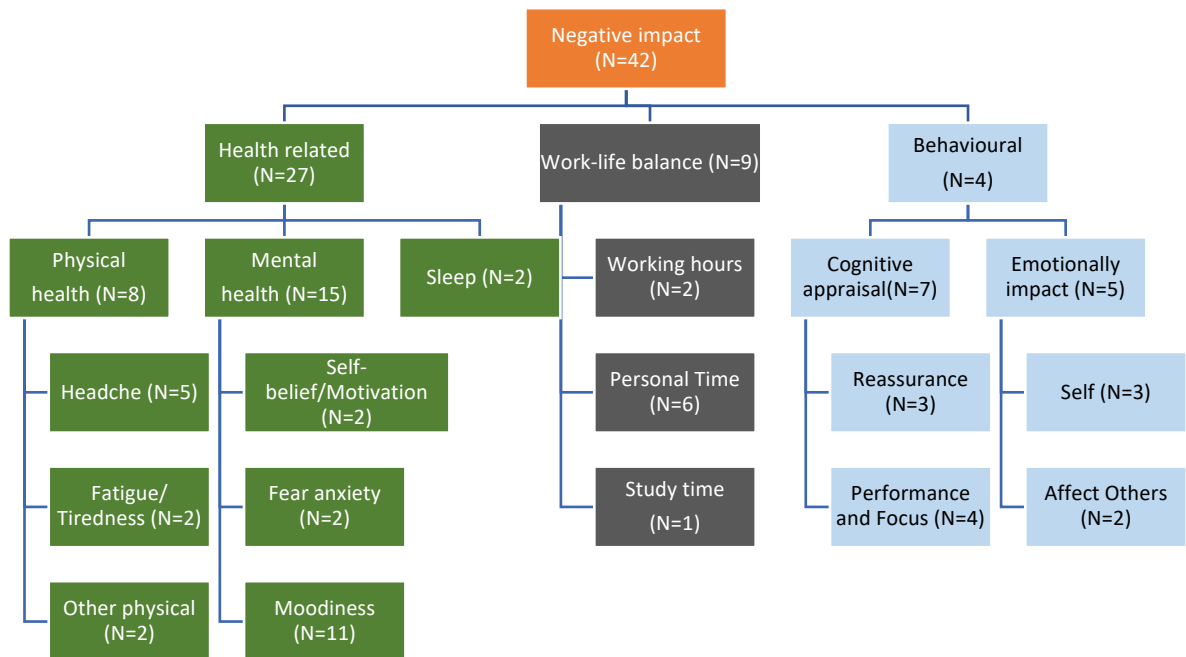 Negative impact
(N=42)
Health related
(N=27)
Work-life balance (N=9)
Behavioural
(N=4)
Physical
health (N=8)
Mental
health (N=15)
Sleep (N=2)
Working hours
(N=2)
Cognitive
appraisal(N=7)
Emotionally
impact (N=5)
Headche (N=5)
Self-
belief/Motivation
(N=2)
Personal Time
(N=6)
Reassurance
(N=3)
Self (N=3)
Fatigue/
Tiredness (N=2)
Fear anxiety
(N=2)
Study time
(N=1)
Performance
and Focus (N=4)
Affect Others
(N=2)
Other physical
(N=2)
Moodiness
(N=11)